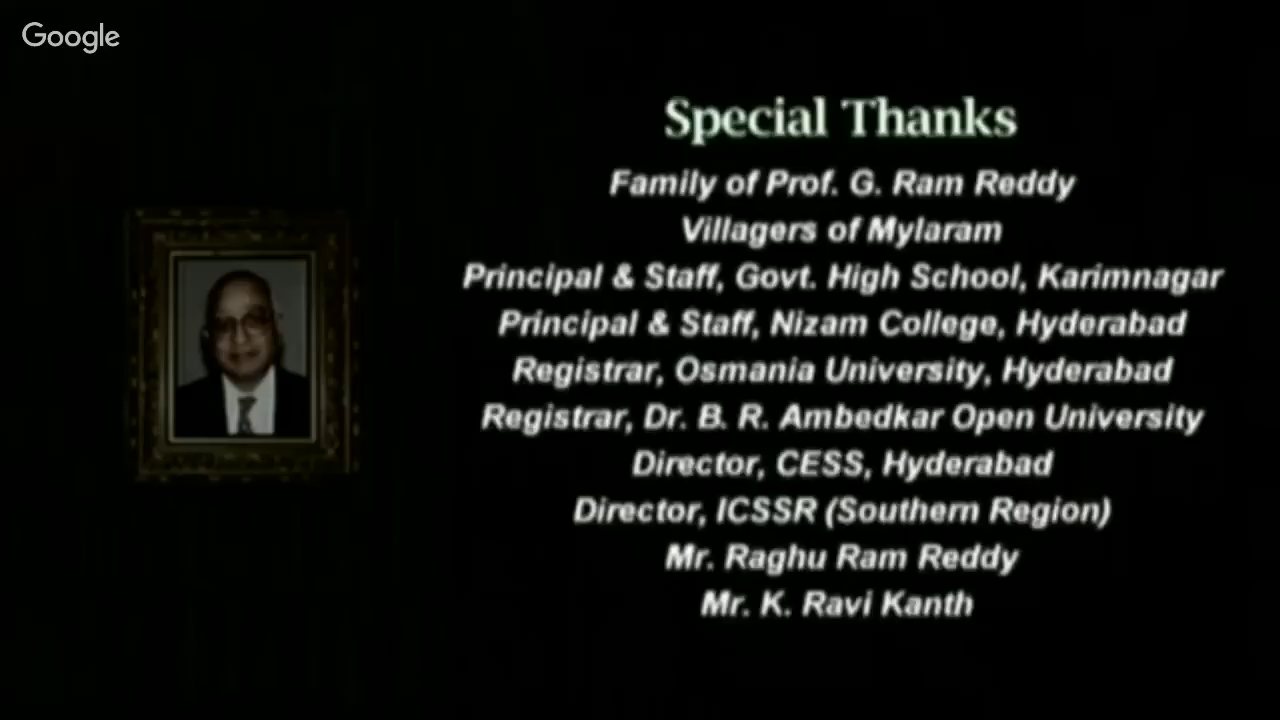 Google
Special Thanks
Family of Prof. G. Ram Reddy
Villagers of Mylaram
Principal & Staff, Govt. High School, Karimnagar
Principal & Staff, Nizam College, Hyderabad
Registrar, Osmania University, Hyderabad
Registrar, Dr. B. R. Ambedkar Open University
Director, CESS, Hyderabad
Director, ICSSR (Southern Region)
Mr. Raghu Ram Reddy
Mr. K. Ravi Kanth